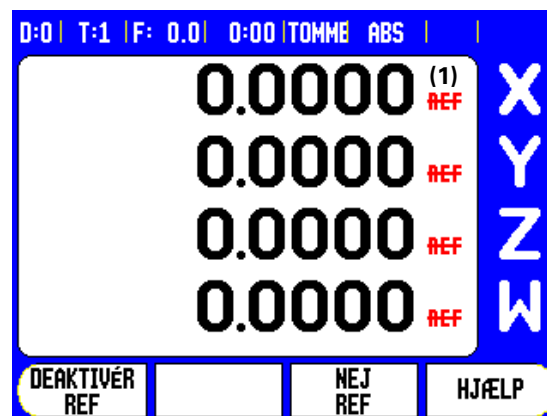 D:0 | T:1 | F: 0.0 | 0:00 | TOMME ABS | |
0.0000 (1) REF X
0.0000 REF Y
0.0000 REF Z
0.0000 REF W
DEAKTIVÉR REF
NEJ REF
HJÆLP